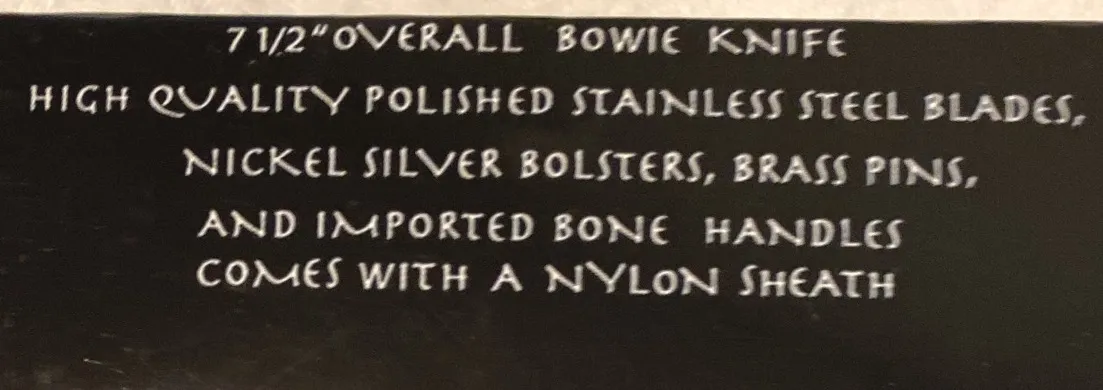 7 1/2" OVERALL BOWIE KNIFE
HIGH QUALITY POLISHED STAINLESS STEEL BLADES,
NICKEL SILVER BOLSTERS, BRASS PINS,
AND IMPORTED BONE HANDLES
COMES WITH A NYLON SHEATH